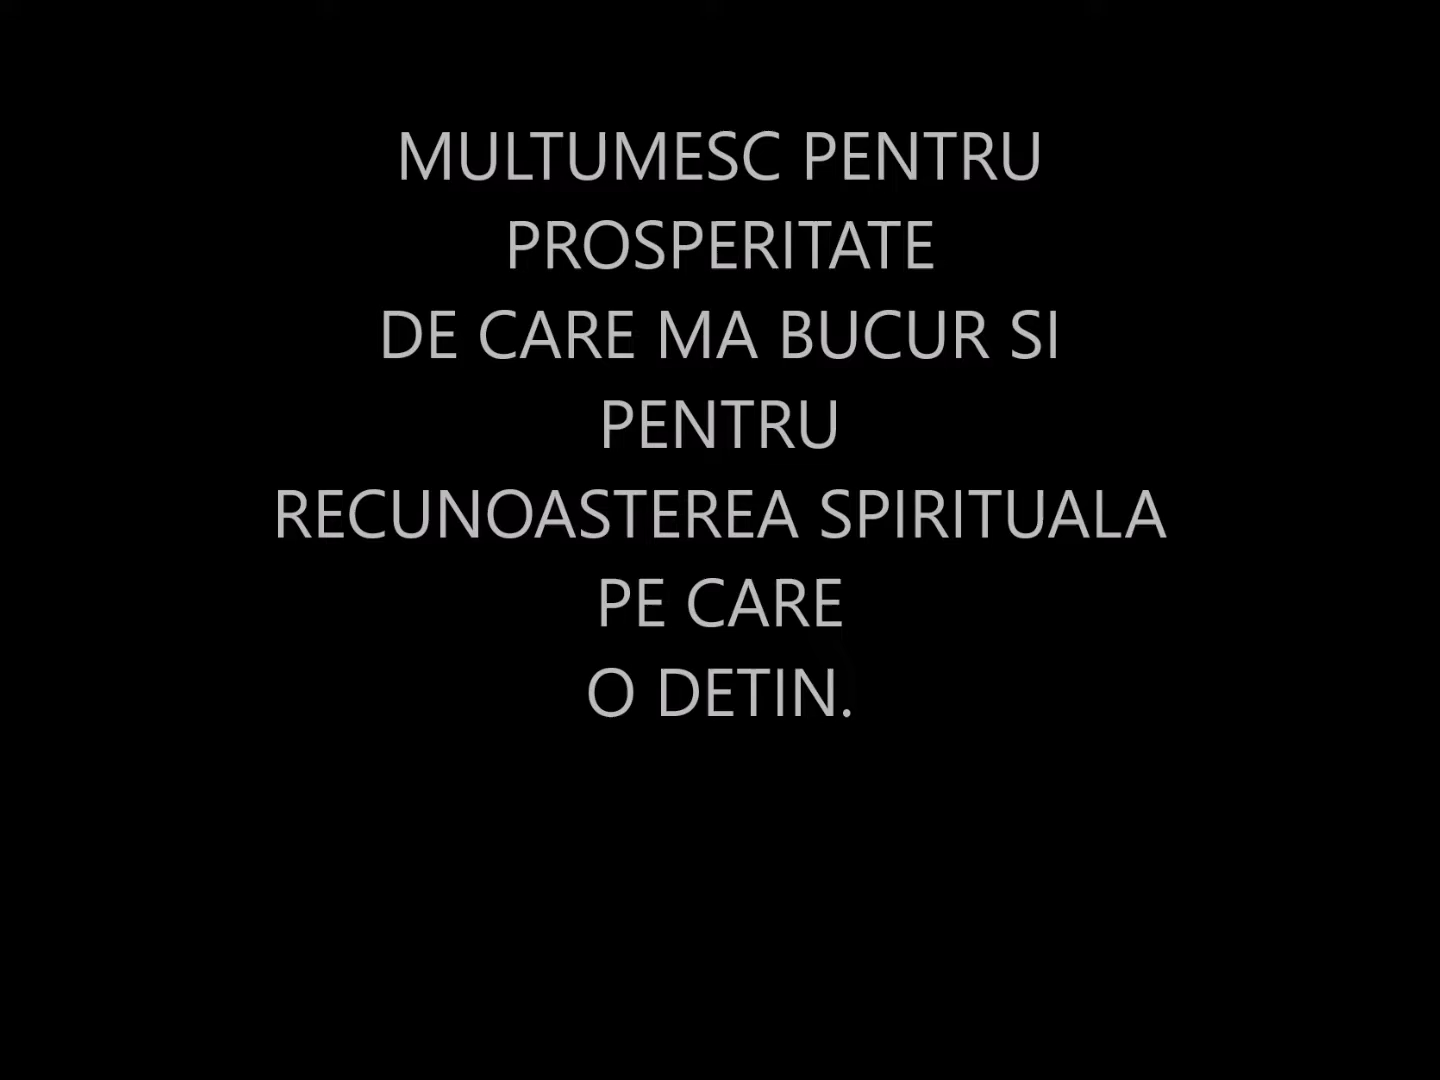 MULTUMESC PENTRU
PROSPERITATE
DE CARE MA BUCUR SI
PENTRU
RECUNOASTEREA SPIRITUALA
PE CARE
O DETIN.